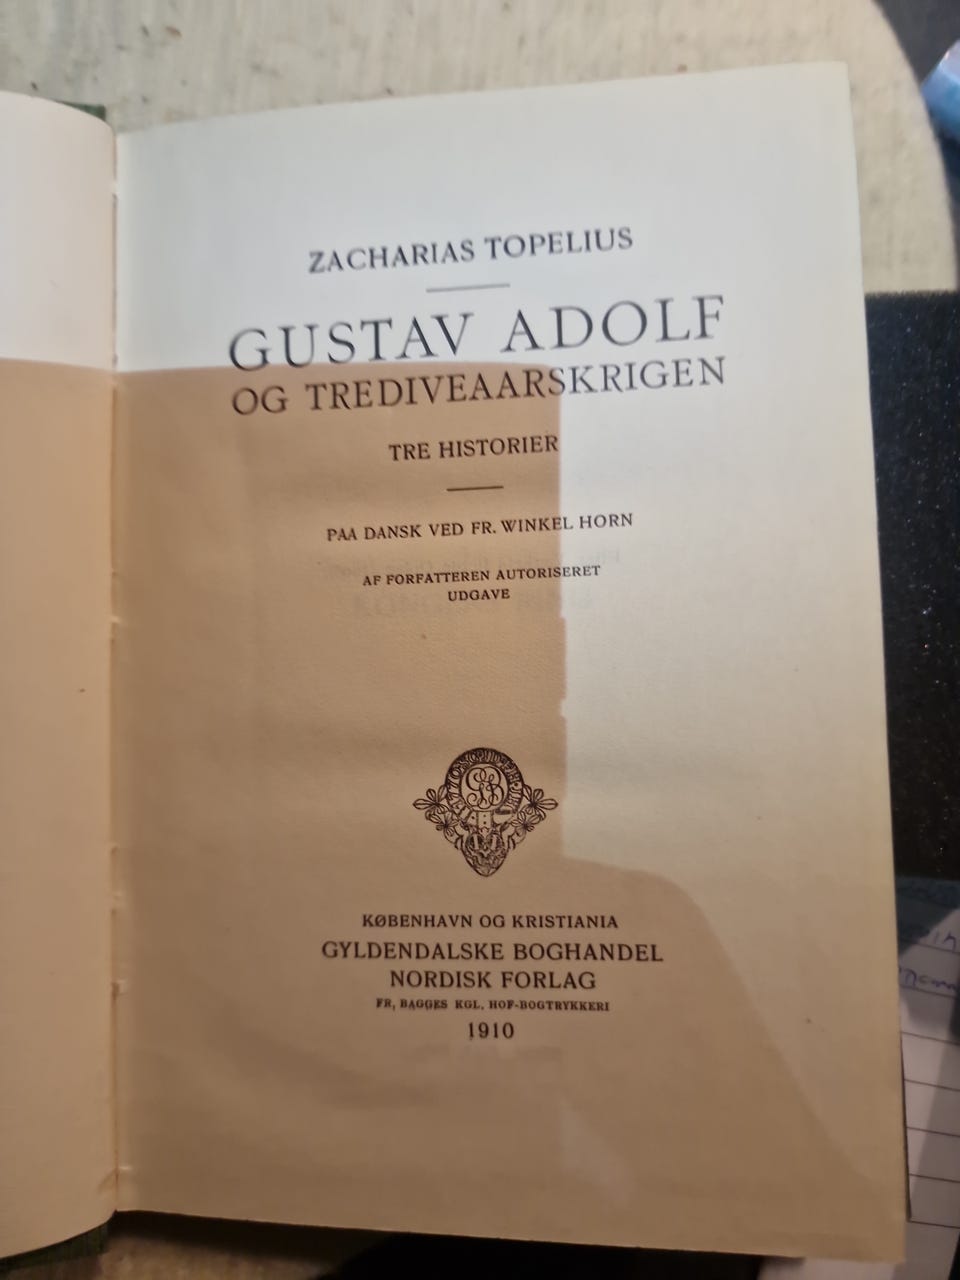 ZACHARIAS TOPELIUS
GUSTAV ADOLF
OG TREDIVEAARSKRIGEN
TRE HISTORIER
PAA DANSK VED FR. WINKEL HORN
AF FORFATTEREN AUTORISERET
UDGAVE
KØBENHAVN OG KRISTIANIA
GYLDENDALSKE BOGHANDEL
NORDISK FORLAG
FR. BAGGES KGL. HOF-BOGTRYKKERI
1910